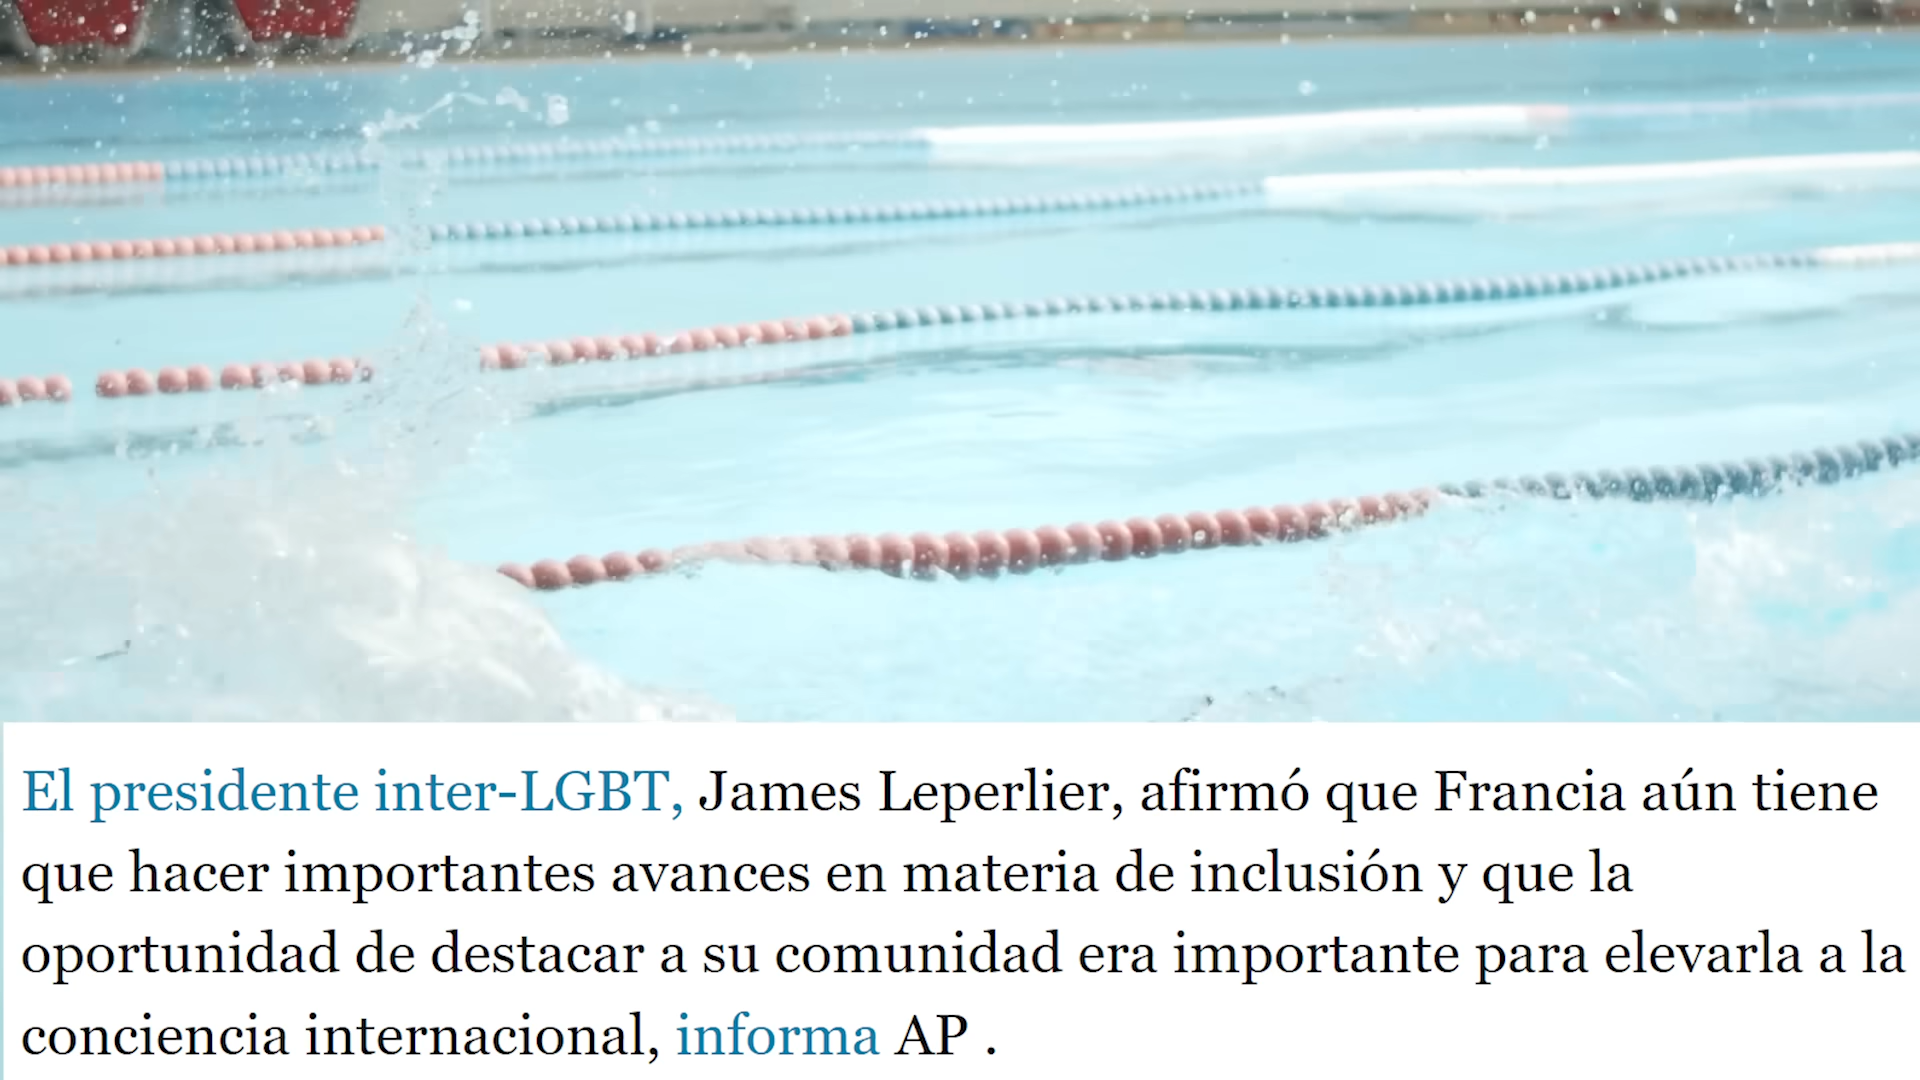 El presidente inter-LGBT, James Leperlier, afirmó que Francia aún tiene
que hacer importantes avances en materia de inclusión y que la
oportunidad de destacar a su comunidad era importante para elevarla a la
conciencia internacional, informa AP .